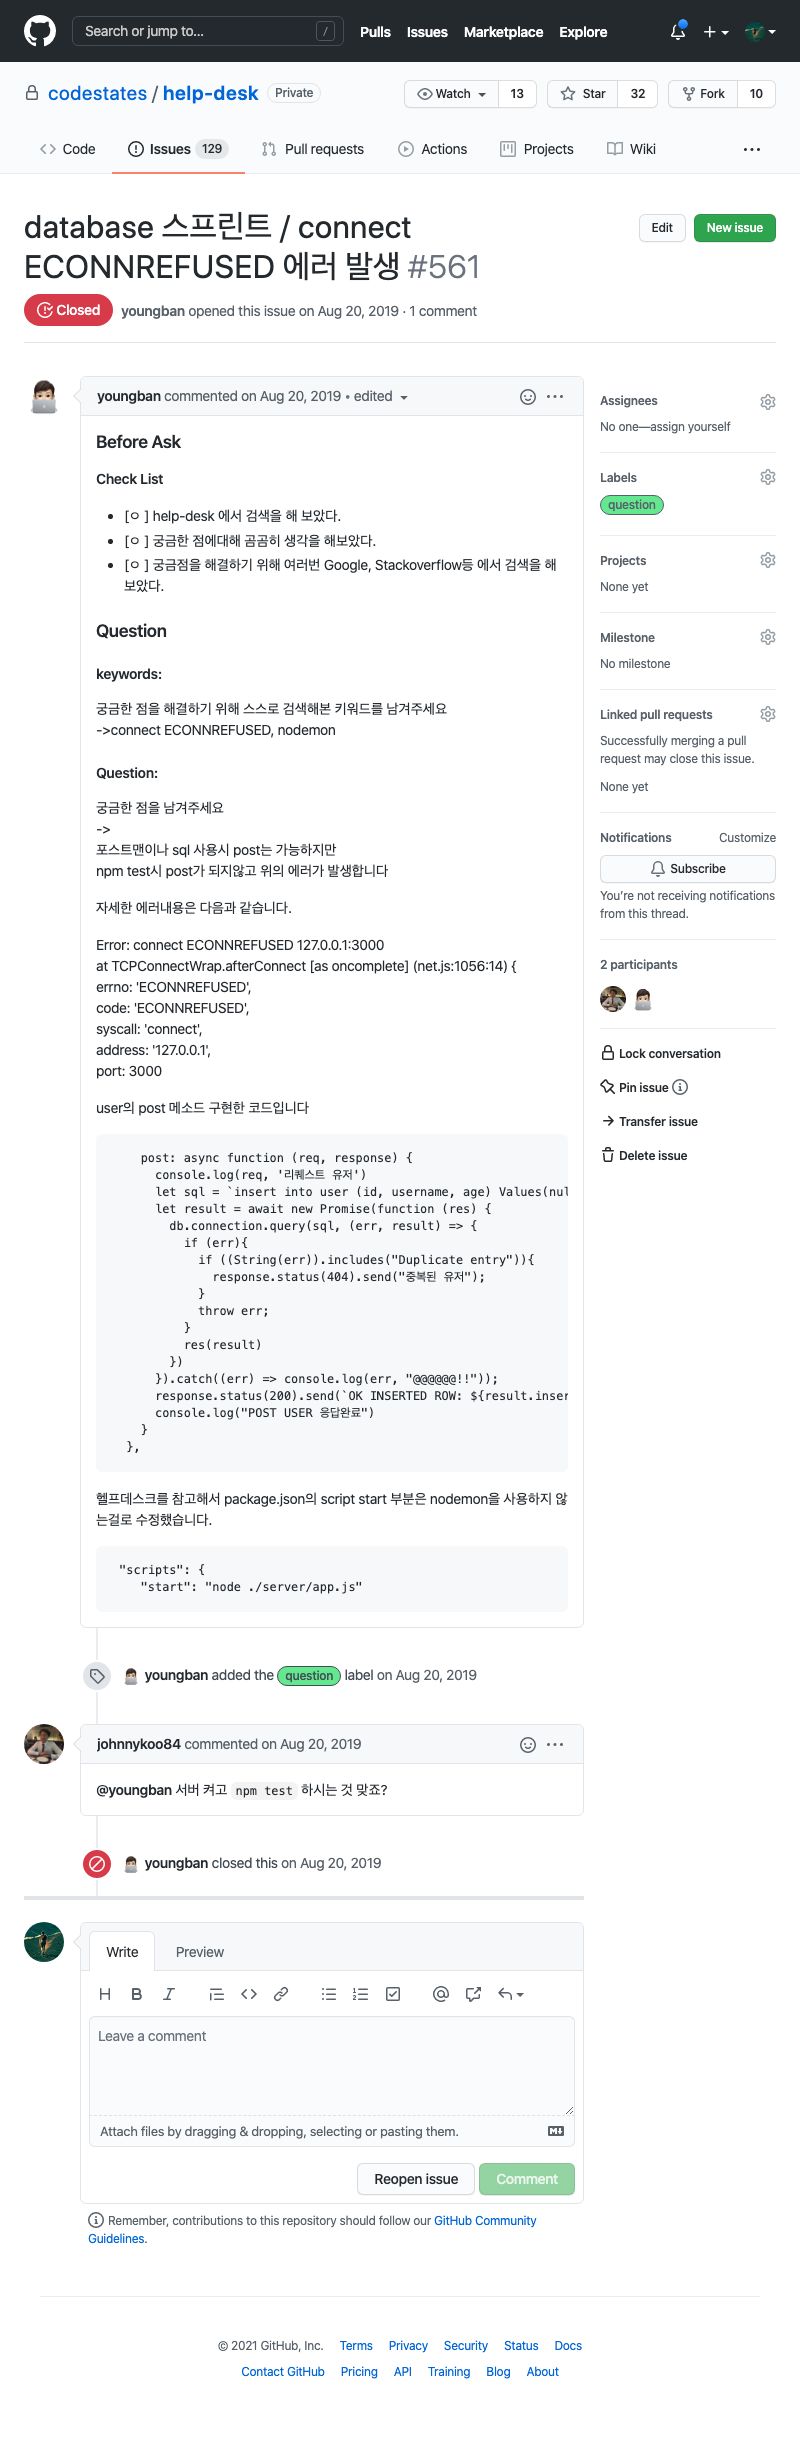 Search or jump to...
/
Pulls Issues Marketplace Explore
codestates / help-desk Private
Watch 13
Star 32
Fork 10
Code
Issues 129
Pull requests
Actions
Projects
Wiki
database 스프린트 / connect
ECONNREFUSED 에러 발생 #561
Edit
New issue
Closed
youngban opened this issue on Aug 20, 2019 · 1 comment
youngban commented on Aug 20, 2019 • edited
Before Ask
Check List
• [ㅇ ] help-desk 에서 검색을 해 보았다.
• [ㅇ ] 궁금한 점에대해 곰곰히 생각을 해보았다.
• [ㅇ ] 궁금점을 해결하기 위해 여러번 Google, Stackoverflow등 에서 검색을 해
보았다.
Question
keywords:
궁금한 점을 해결하기 위해 스스로 검색해본 키워드를 남겨주세요
->connect ECONNREFUSED, nodemon
Question:
궁금한 점을 남겨주세요
->
포스트맨이나 sql 사용시 post는 가능하지만
npm test시 post가 되지않고 위의 에러가 발생합니다
자세한 에러내용은 다음과 같습니다.
Error: connect ECONNREFUSED 127.0.0.1:3000
at TCPConnectWrap.afterConnect [as oncomplete] (net.js:1056:14) {
errno: 'ECONNREFUSED',
code: 'ECONNREFUSED',
syscall: 'connect',
address: '127.0.0.1',
port: 3000
user의 post 메소드 구현한 코드입니다
post: async function (req, response) {
console.log(req, '리퀘스트 유저')
let sql = `insert into user (id, username, age) Values(nul
let result = await new Promise(function (res) {
db.connection.query(sql, (err, result) => {
if (err){
if ((String(err)).includes("Duplicate entry")){
response.status(404).send("중복된 유저");
}
throw err;
}
res(result)
})
}).catch((err) => console.log(err, "@@@@@@!!"));
response.status(200).send(`OK INSERTED ROW: ${result.inser
console.log("POST USER 응답완료")
}
},
헬프데스크를 참고해서 package.json의 script start 부분은 nodemon을 사용하지 않
는걸로 수정했습니다.
"scripts": {
"start": "node ./server/app.js"
youngban added the question label on Aug 20, 2019
johnnykoo84 commented on Aug 20, 2019
@youngban 서버 켜고 npm test 하시는 것 맞죠?
youngban closed this on Aug 20, 2019
Assignees
No one—assign yourself
Labels
question
Projects
None yet
Milestone
No milestone
Linked pull requests
Successfully merging a pull
request may close this issue.
None yet
Notifications Customize
Subscribe
You're not receiving notifications
from this thread.
2 participants
Lock conversation
Pin issue
Transfer issue
Delete issue
Write Preview
Leave a comment
Attach files by dragging & dropping, selecting or pasting them.
Reopen issue
Comment
Remember, contributions to this repository should follow our GitHub Community
Guidelines.
© 2021 GitHub, Inc. Terms Privacy Security Status Docs
Contact GitHub Pricing API Training Blog About